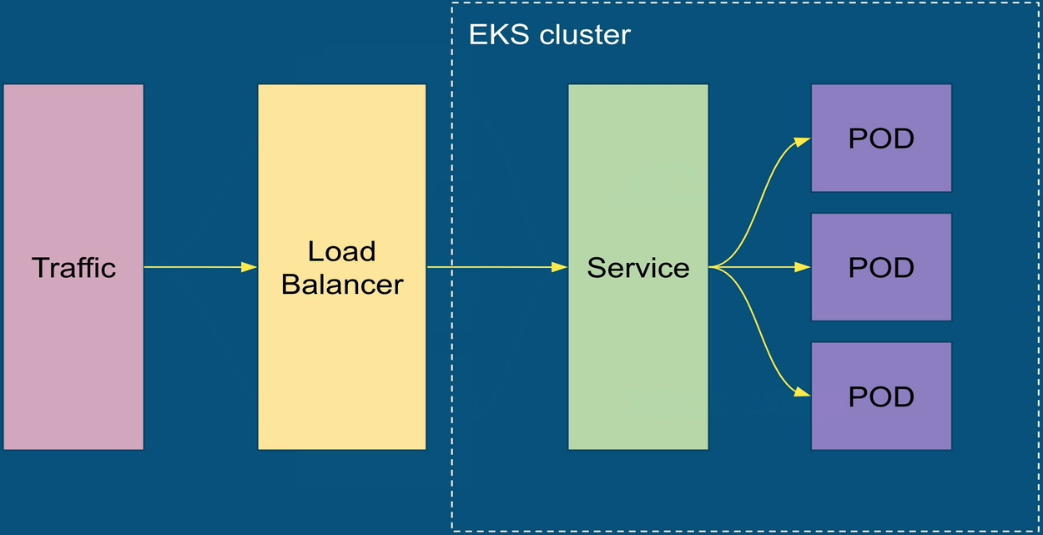 EKS cluster
Traffic
Load
Balancer
Service
POD
POD
POD